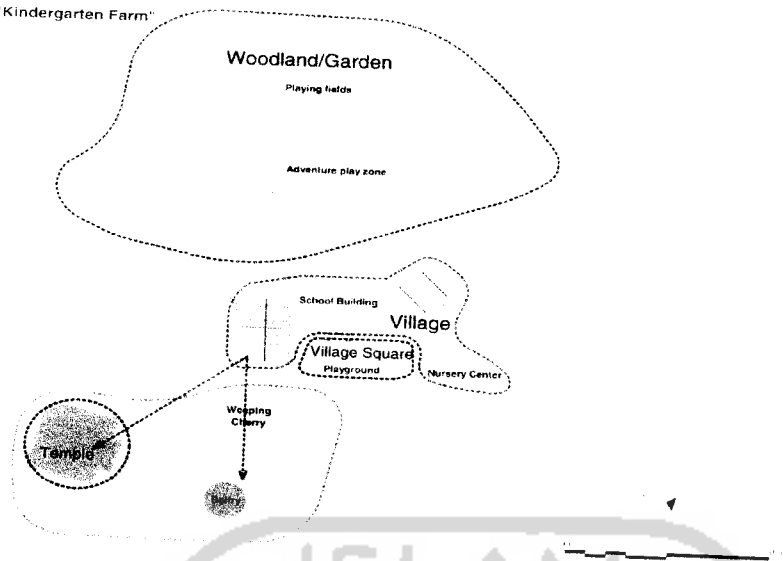 "Kindergarten Farm"
Woodland/Garden
Playing fields
Adventure play zone
School Building
Village
Village Square
Playground
Nursery Center
Weeping
Cherry
Temple